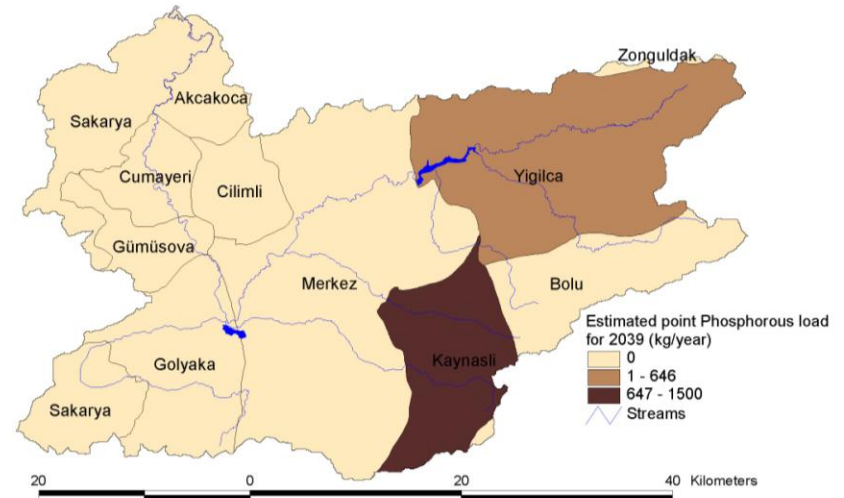 Zonguldak
Akcakoca
Sakarya
Cumayeri
Cilimli
Yigilca
Gümüsova
Merkez
Bolu
Estimated point Phosphorous load
for 2039 (kg/year)
0
1 - 646
647 - 1500
Streams
Golyaka
Kaynasli
Sakarya
20 0 20 40 Kilometers